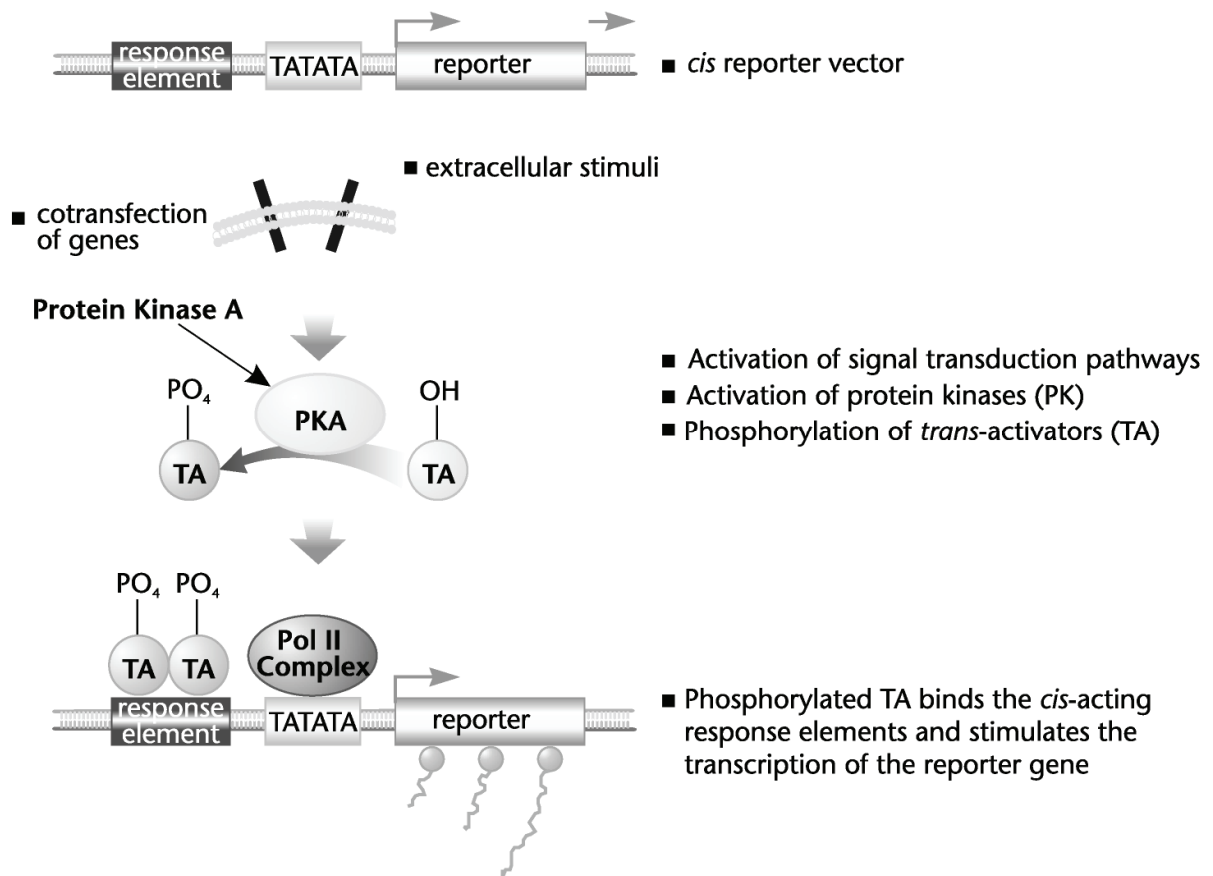 response
element
TATATA
reporter
■ cis reporter vector
■ extracellular stimuli
■ cotransfection
of genes
Protein Kinase A
PO₄
OH
PKA
TA
TA
■ Activation of signal transduction pathways
■ Activation of protein kinases (PK)
■ Phosphorylation of trans-activators (TA)
PO₄ PO₄
TA TA
Pol II
Complex
response
element
TATATA
reporter
■ Phosphorylated TA binds the cis-acting
response elements and stimulates the
transcription of the reporter gene